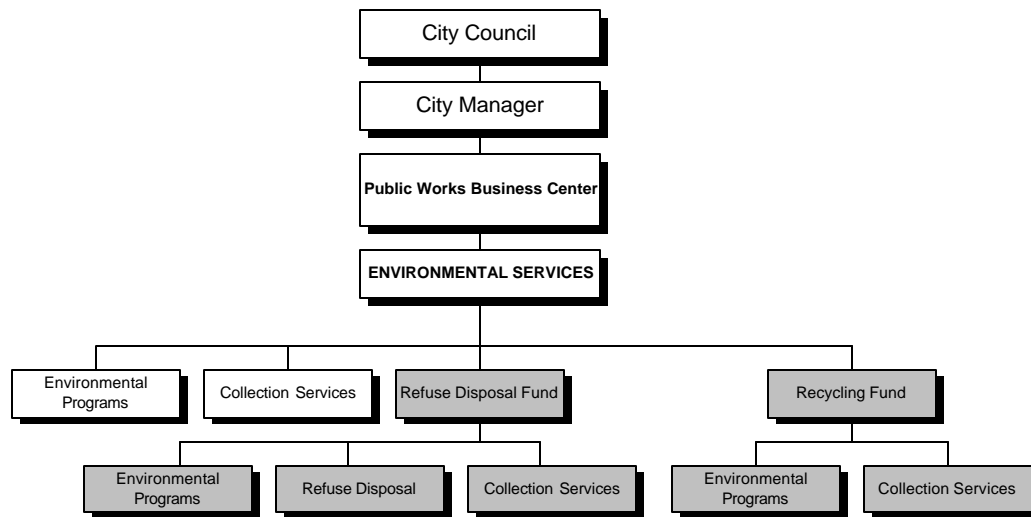 City Council
City Manager
Public Works Business Center
ENVIRONMENTAL SERVICES
Environmental
Programs
Collection Services
Refuse Disposal Fund
Recycling Fund
Environmental
Programs
Refuse Disposal
Collection Services
Environmental
Programs
Collection Services